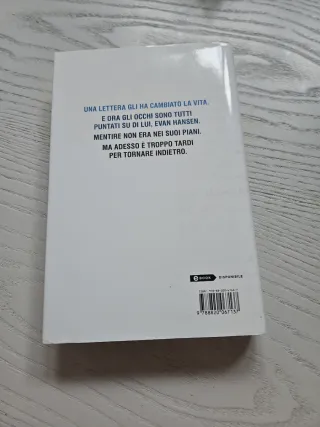 UNA LETTERA GLI HA CAMBIATO LA VITA.
E ORA GLI OCCHI SONO TUTTI
PUNTATI SU DI LUI, EVAN HANSEN.
MENTIRE NON ERA NEI SUOI PIANI.
MA ADESSO È TROPPO TARDI
PER TORNARE INDIETRO.
DISPONIBILE